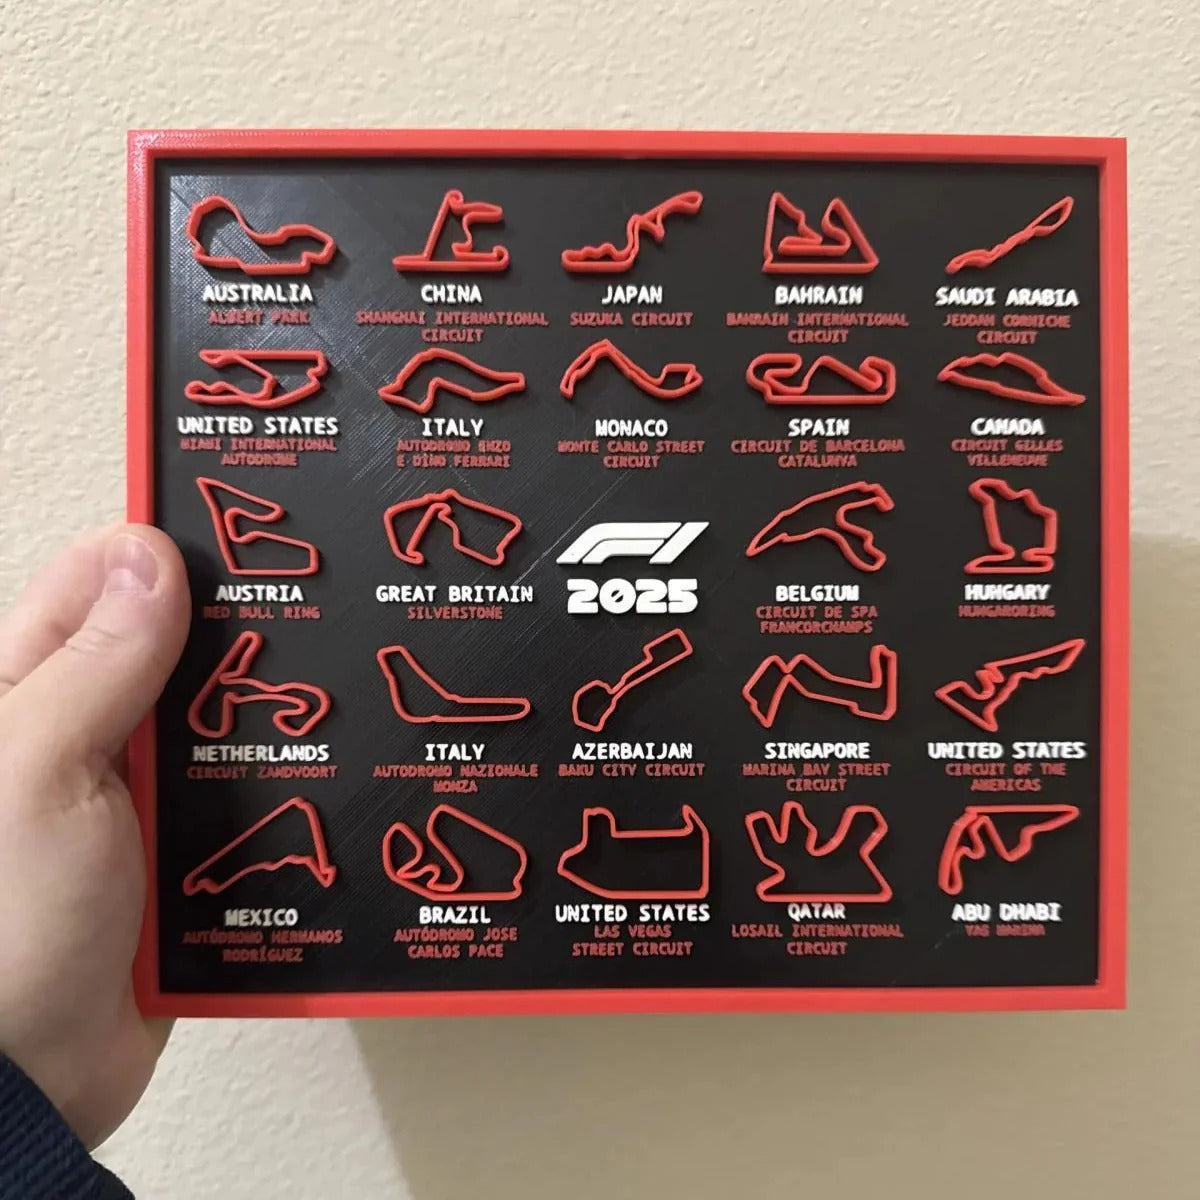 AUSTRALIA
ALBERT PARK
CHINA
SHANGHAI INTERNATIONAL
CIRCUIT
JAPAN
SUZUKA CIRCUIT
BAHRAIN
BAHRAIN INTERNATIONAL
CIRCUIT
SAUDI ARABIA
JEDDAH CORNICHE
CIRCUIT
UNITED STATES
MIAMI INTERNATIONAL
AUTODROME
ITALY
AUTODROMO ENZO
E DINO FERRARI
MONACO
MONTE CARLO STREET
CIRCUIT
SPAIN
CIRCUIT DE BARCELONA
CATALUNYA
CANADA
CIRCUIT GILLES
VILLENEUVE
AUSTRIA
RED BULL RING
GREAT BRITAIN
SILVERSTONE
F1
2025
BELGIUM
CIRCUIT DE SPA
FRANCORCHAMPS
HUNGARY
HUNGARORING
NETHERLANDS
CIRCUIT ZANDVOORT
ITALY
AUTODROMO NAZIONALE
MONZA
AZERBAIJAN
BAKU CITY CIRCUIT
SINGAPORE
MARINA BAY STREET
CIRCUIT
UNITED STATES
CIRCUIT OF THE
AMERICAS
MEXICO
AUTÓDROMO HERMANOS
RODRÍGUEZ
BRAZIL
AUTÓDROMO JOSE
CARLOS PACE
UNITED STATES
LAS VEGAS
STREET CIRCUIT
QATAR
LOSAIL INTERNATIONAL
CIRCUIT
ABU DHABI
YAS MARINA